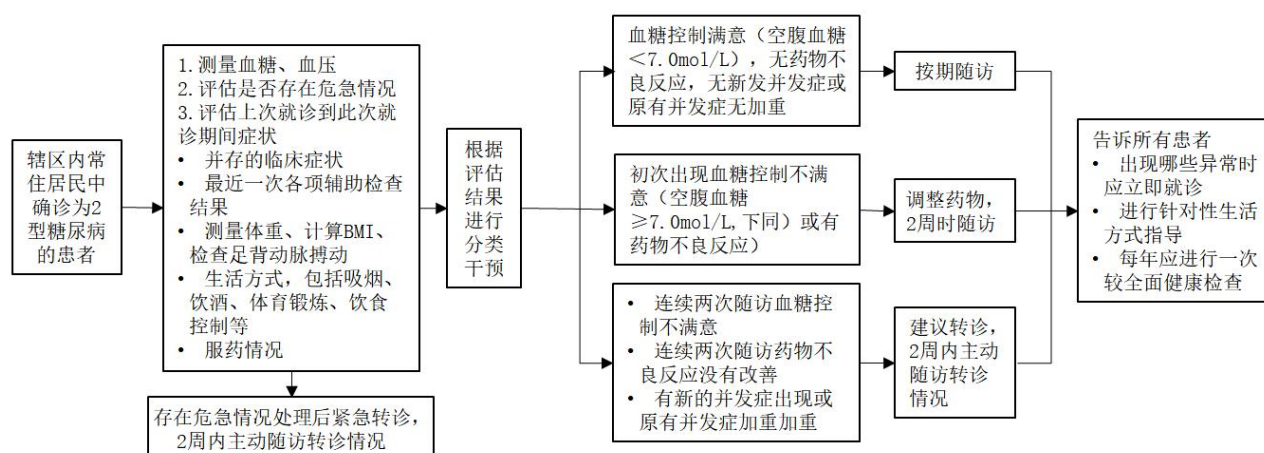 辖区内常
住居民中
确诊为2
型糖尿病
的患者
1.测量血糖、血压
2.评估是否存在危急情况
3.评估上次就诊到此次就
诊期间症状
• 并存的临床症状
• 最近一次各项辅助检查
结果
• 测量体重、计算BMI、
检查足背动脉搏动
• 生活方式，包括吸烟、
饮酒、体育锻炼、饮食
控制等
• 服药情况
存在危急情况处理后紧急转诊，
2周内主动随访转诊情况
根据
评估
结果
进行
分类
干预
血糖控制满意（空腹血糖
＜7.0mol/L），无药物不
良反应，无新发并发症或
原有并发症无加重
按期随访
初次出现血糖控制不满
意（空腹血糖
≥7.0mol/L,下同）或有
药物不良反应）
调整药物，
2周时随访
• 连续两次随访血糖控
制不满意
• 连续两次随访药物不
良反应没有改善
• 有新的并发症出现或
原有并发症加重加重
建议转诊，
2周内主动
随访转诊
情况
告诉所有患者
• 出现哪些异常时
应立即就诊
• 进行针对性生活
方式指导
• 每年应进行一次
较全面健康检查